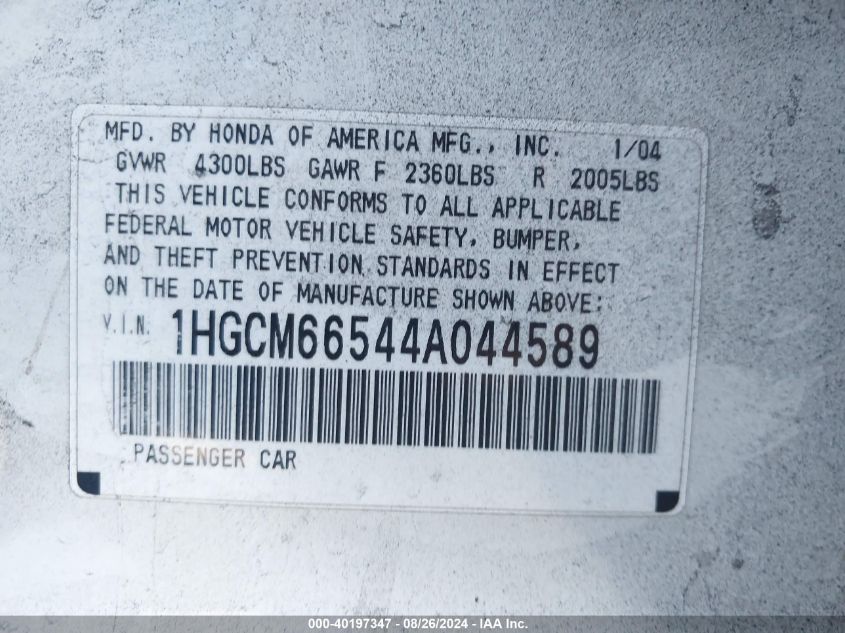 MFD. BY HONDA OF AMERICA MFG., INC. 1/04
GVWR 4300LBS GAWR F 2360LBS R 2005LBS
THIS VEHICLE CONFORMS TO ALL APPLICABLE
FEDERAL MOTOR VEHICLE SAFETY, BUMPER,
AND THEFT PREVENTION STANDARDS IN EFFECT
ON THE DATE OF MANUFACTURE SHOWN ABOVE:
V.I.N. 1HGCM66544A044589
PASSENGER CAR
000-40197347 - 08/26/2024 - IAA Inc.